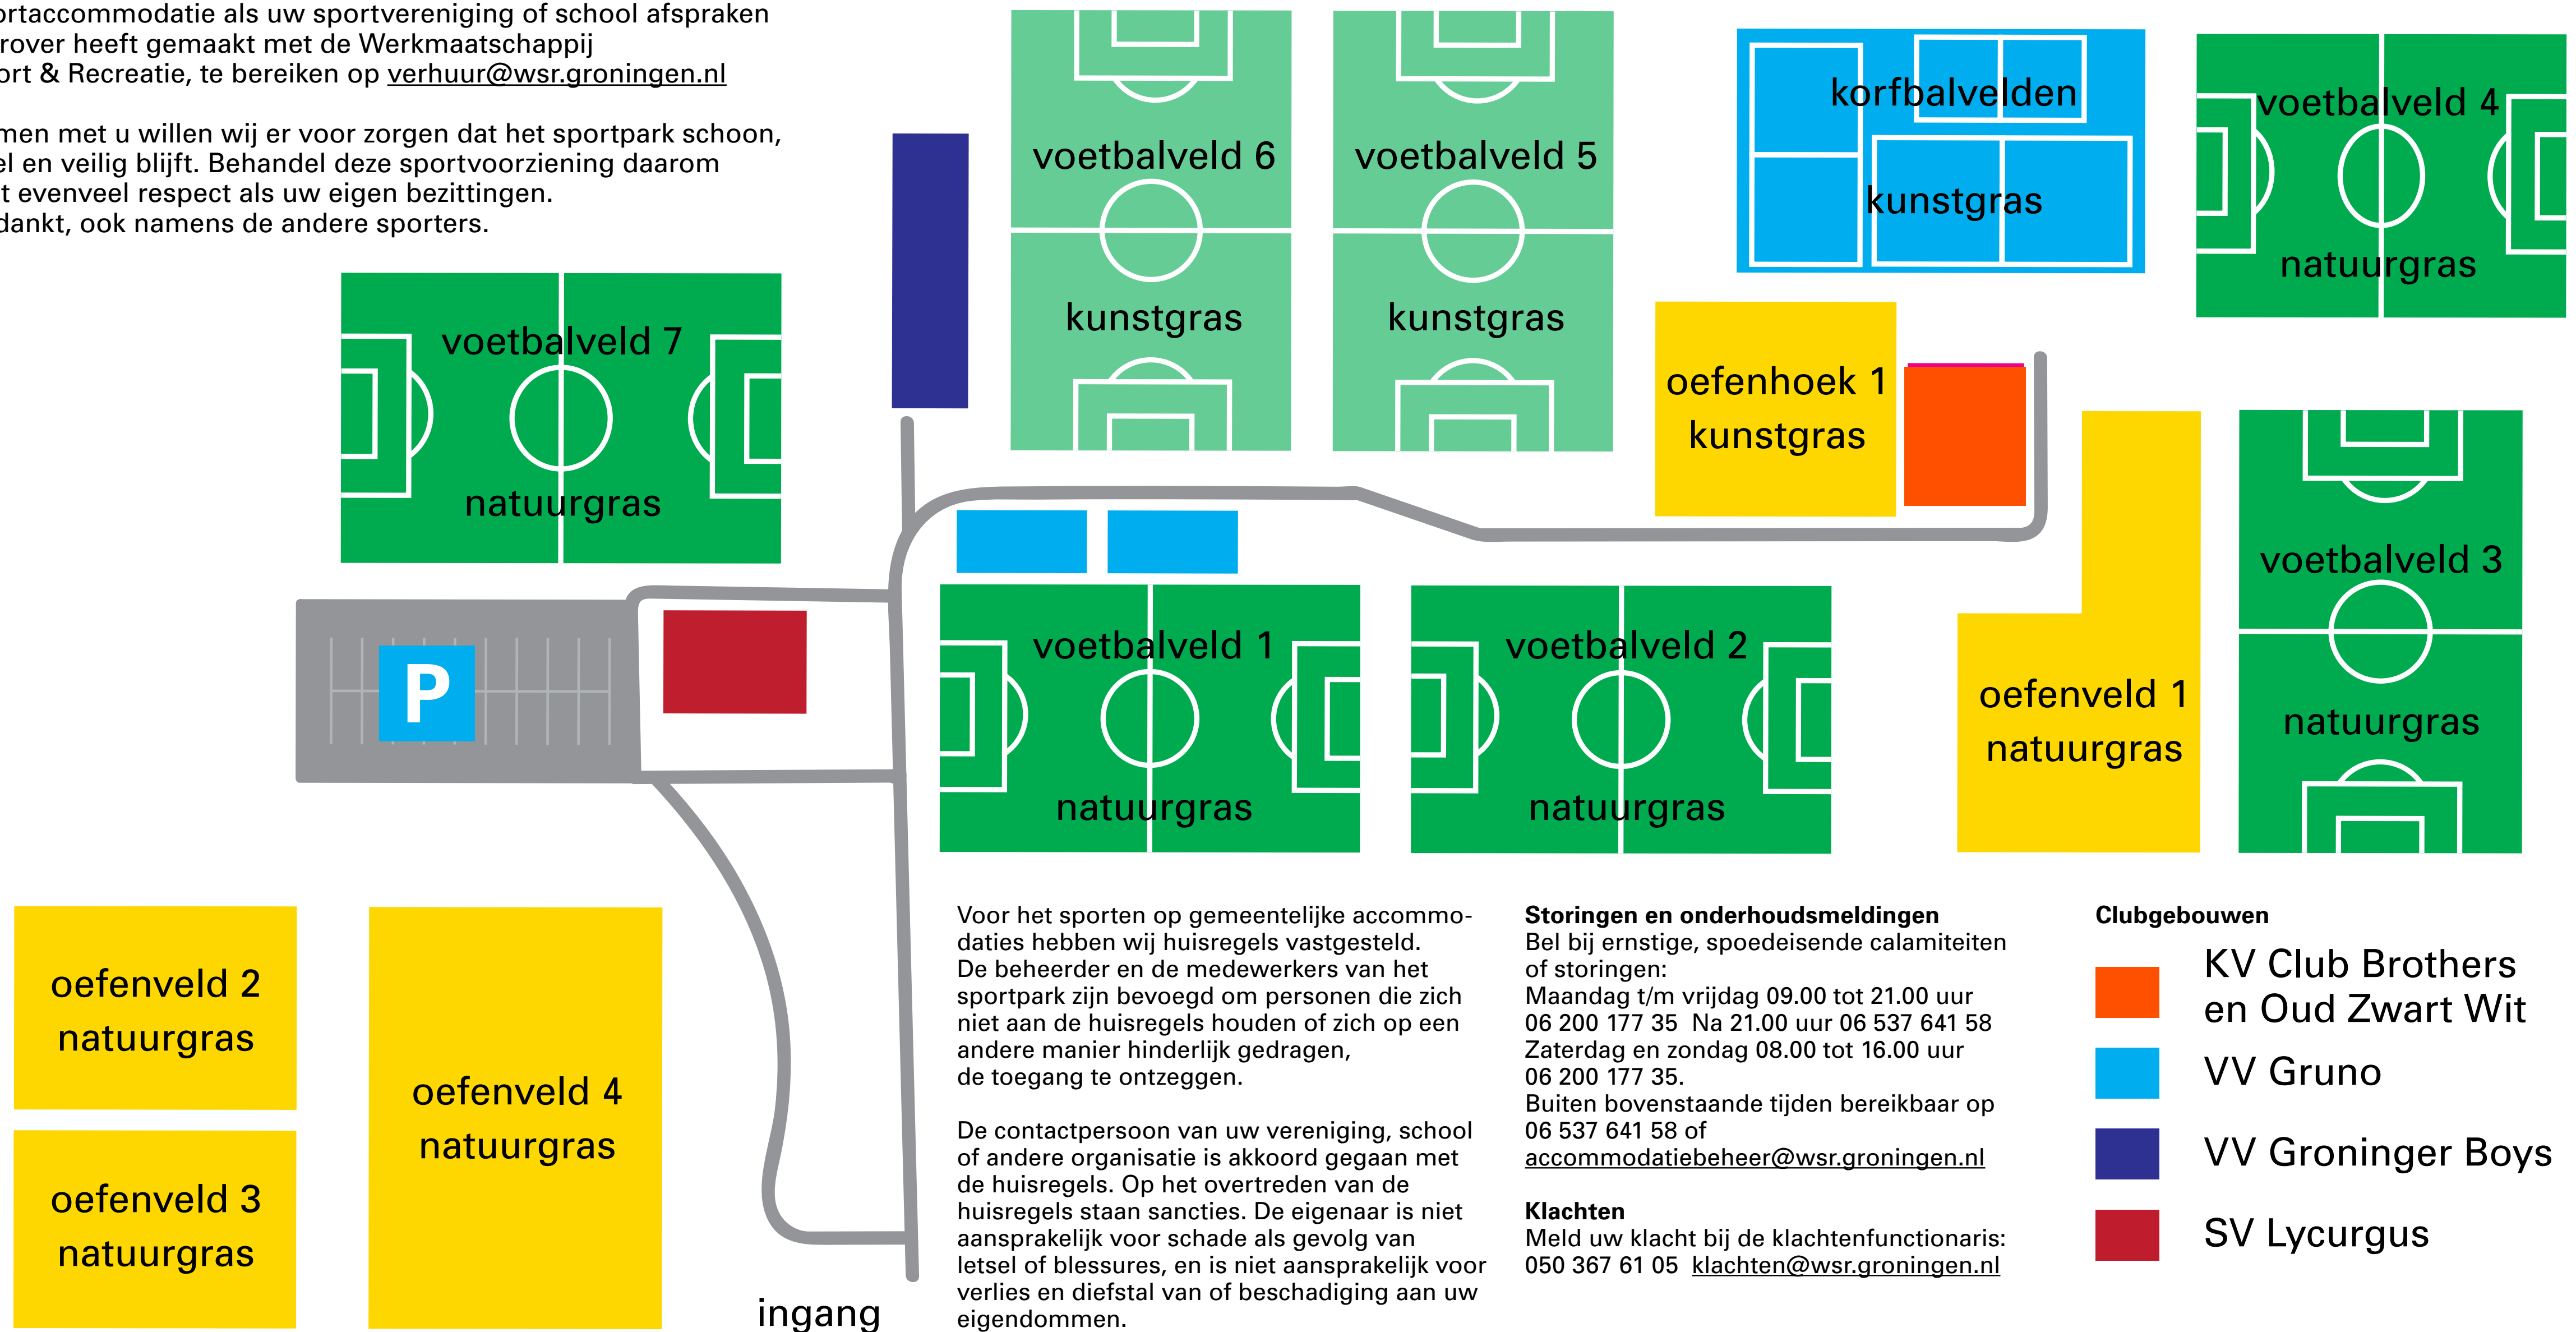 ortaccommodatie als uw sportvereniging of school afspraken
rover heeft gemaakt met de Werkmaatschappij
ort & Recreatie, te bereiken op verhuur@wsr.groningen.nl
men met u willen wij er voor zorgen dat het sportpark schoon,
el en veilig blijft. Behandel deze sportvoorziening daarom
t evenveel respect als uw eigen bezittingen.
dankt, ook namens de andere sporters.
voetbalveld 6
kunstgras
voetbalveld 5
kunstgras
korfbalvelden
kunstgras
voetbalveld 4
natuurgras
voetbalveld 7
natuurgras
oefenhoek 1
kunstgras
voetbalveld 3
natuurgras
P
voetbalveld 1
natuurgras
voetbalveld 2
natuurgras
oefenveld 1
natuurgras
oefenveld 2
natuurgras
oefenveld 3
natuurgras
oefenveld 4
natuurgras
ingang
Voor het sporten op gemeentelijke accommo-
daties hebben wij huisregels vastgesteld.
De beheerder en de medewerkers van het
sportpark zijn bevoegd om personen die zich
niet aan de huisregels houden of zich op een
andere manier hinderlijk gedragen,
de toegang te ontzeggen.
De contactpersoon van uw vereniging, school
of andere organisatie is akkoord gegaan met
de huisregels. Op het overtreden van de
huisregels staan sancties. De eigenaar is niet
aansprakelijk voor schade als gevolg van
letsel of blessures, en is niet aansprakelijk voor
verlies en diefstal van of beschadiging aan uw
eigendommen.
Storingen en onderhoudsmeldingen
Bel bij ernstige, spoedeisende calamiteiten
of storingen:
Maandag t/m vrijdag 09.00 tot 21.00 uur
06 200 177 35 Na 21.00 uur 06 537 641 58
Zaterdag en zondag 08.00 tot 16.00 uur
06 200 177 35.
Buiten bovenstaande tijden bereikbaar op
06 537 641 58 of
accommodatiebeheer@wsr.groningen.nl
Klachten
Meld uw klacht bij de klachtenfunctionaris:
050 367 61 05 klachten@wsr.groningen.nl
Clubgebouwen
KV Club Brothers
en Oud Zwart Wit
VV Gruno
VV Groninger Boys
SV Lycurgus